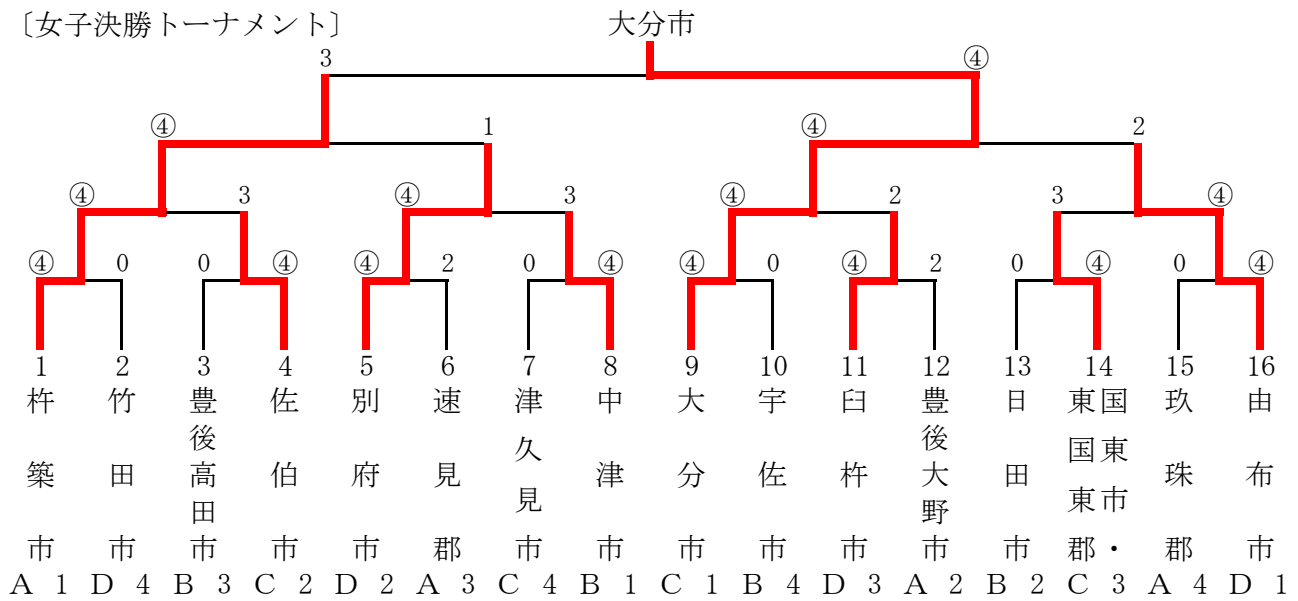 〔女子決勝トーナメント〕
大分市
3 ④
④ 1 ④ 2
④ 3 ④ 3 ④ 2 3 ④
④ 0 0 ④ ④ 2 0 ④ ④ 0 ④ 2 0 ④ 0 ④
1 2 3 4 5 6 7 8 9 10 11 12 13 14 15 16
杵築市
竹田市
豊後高田市
佐伯市
別府市
速見郡
津久見市
中津市
大分市
宇佐市
臼杵市
豊後大野市
日田市
国東市・
東国東郡
玖珠郡
由布市
A 1 D 4 B 3 C 2 D 2 A 3 C 4 B 1 C 1 B 4 D 3 A 2 B 2 C 3 A 4 D 1